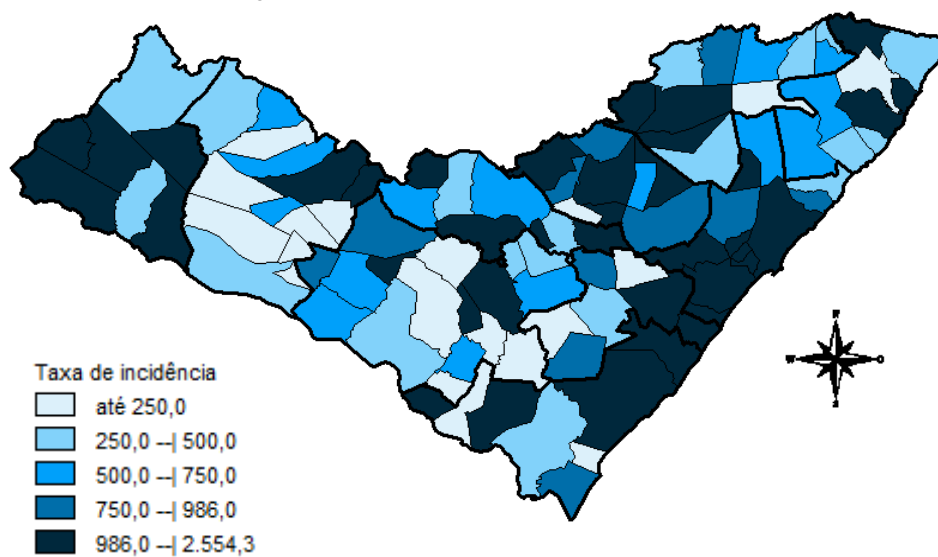 Taxa de incidência
até 250,0
250,0 --| 500,0
500,0 --| 750,0
750,0 --| 986,0
986,0 --| 2.554,3
W
O